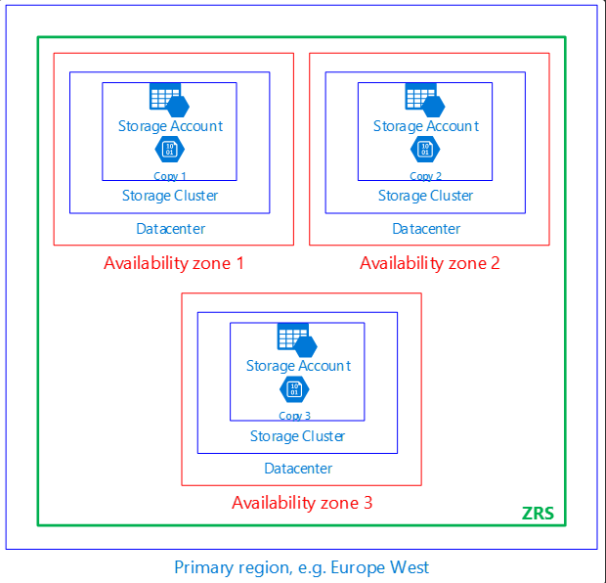 Storage Account
10
01
Copy 1
Storage Cluster
Datacenter
Availability zone 1
Storage Account
10
01
Copy 2
Storage Cluster
Datacenter
Availability zone 2
Storage Account
10
01
Copy 3
Storage Cluster
Datacenter
Availability zone 3
ZRS
Primary region, e.g. Europe West